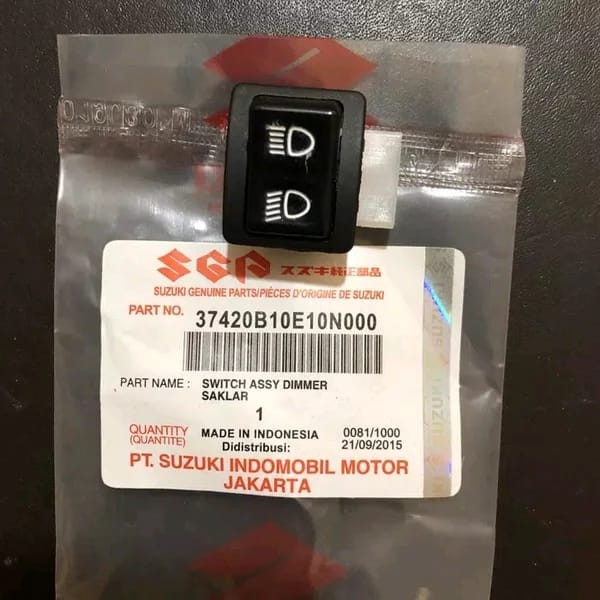 SGP スズキ純正部品
SUZUKI GENUINE PARTS/PIÈCES D'ORIGINE DE SUZUKI
PART NO. 37420B10E10N000
PART NAME : SWITCH ASSY DIMMER
SAKLAR
1
QUANTITY
(QUANTITE)
MADE IN INDONESIA 0081/1000
Didistribusi: 21/09/2015
PT. SUZUKI INDOMOBIL MOTOR
JAKARTA
SUZUKI